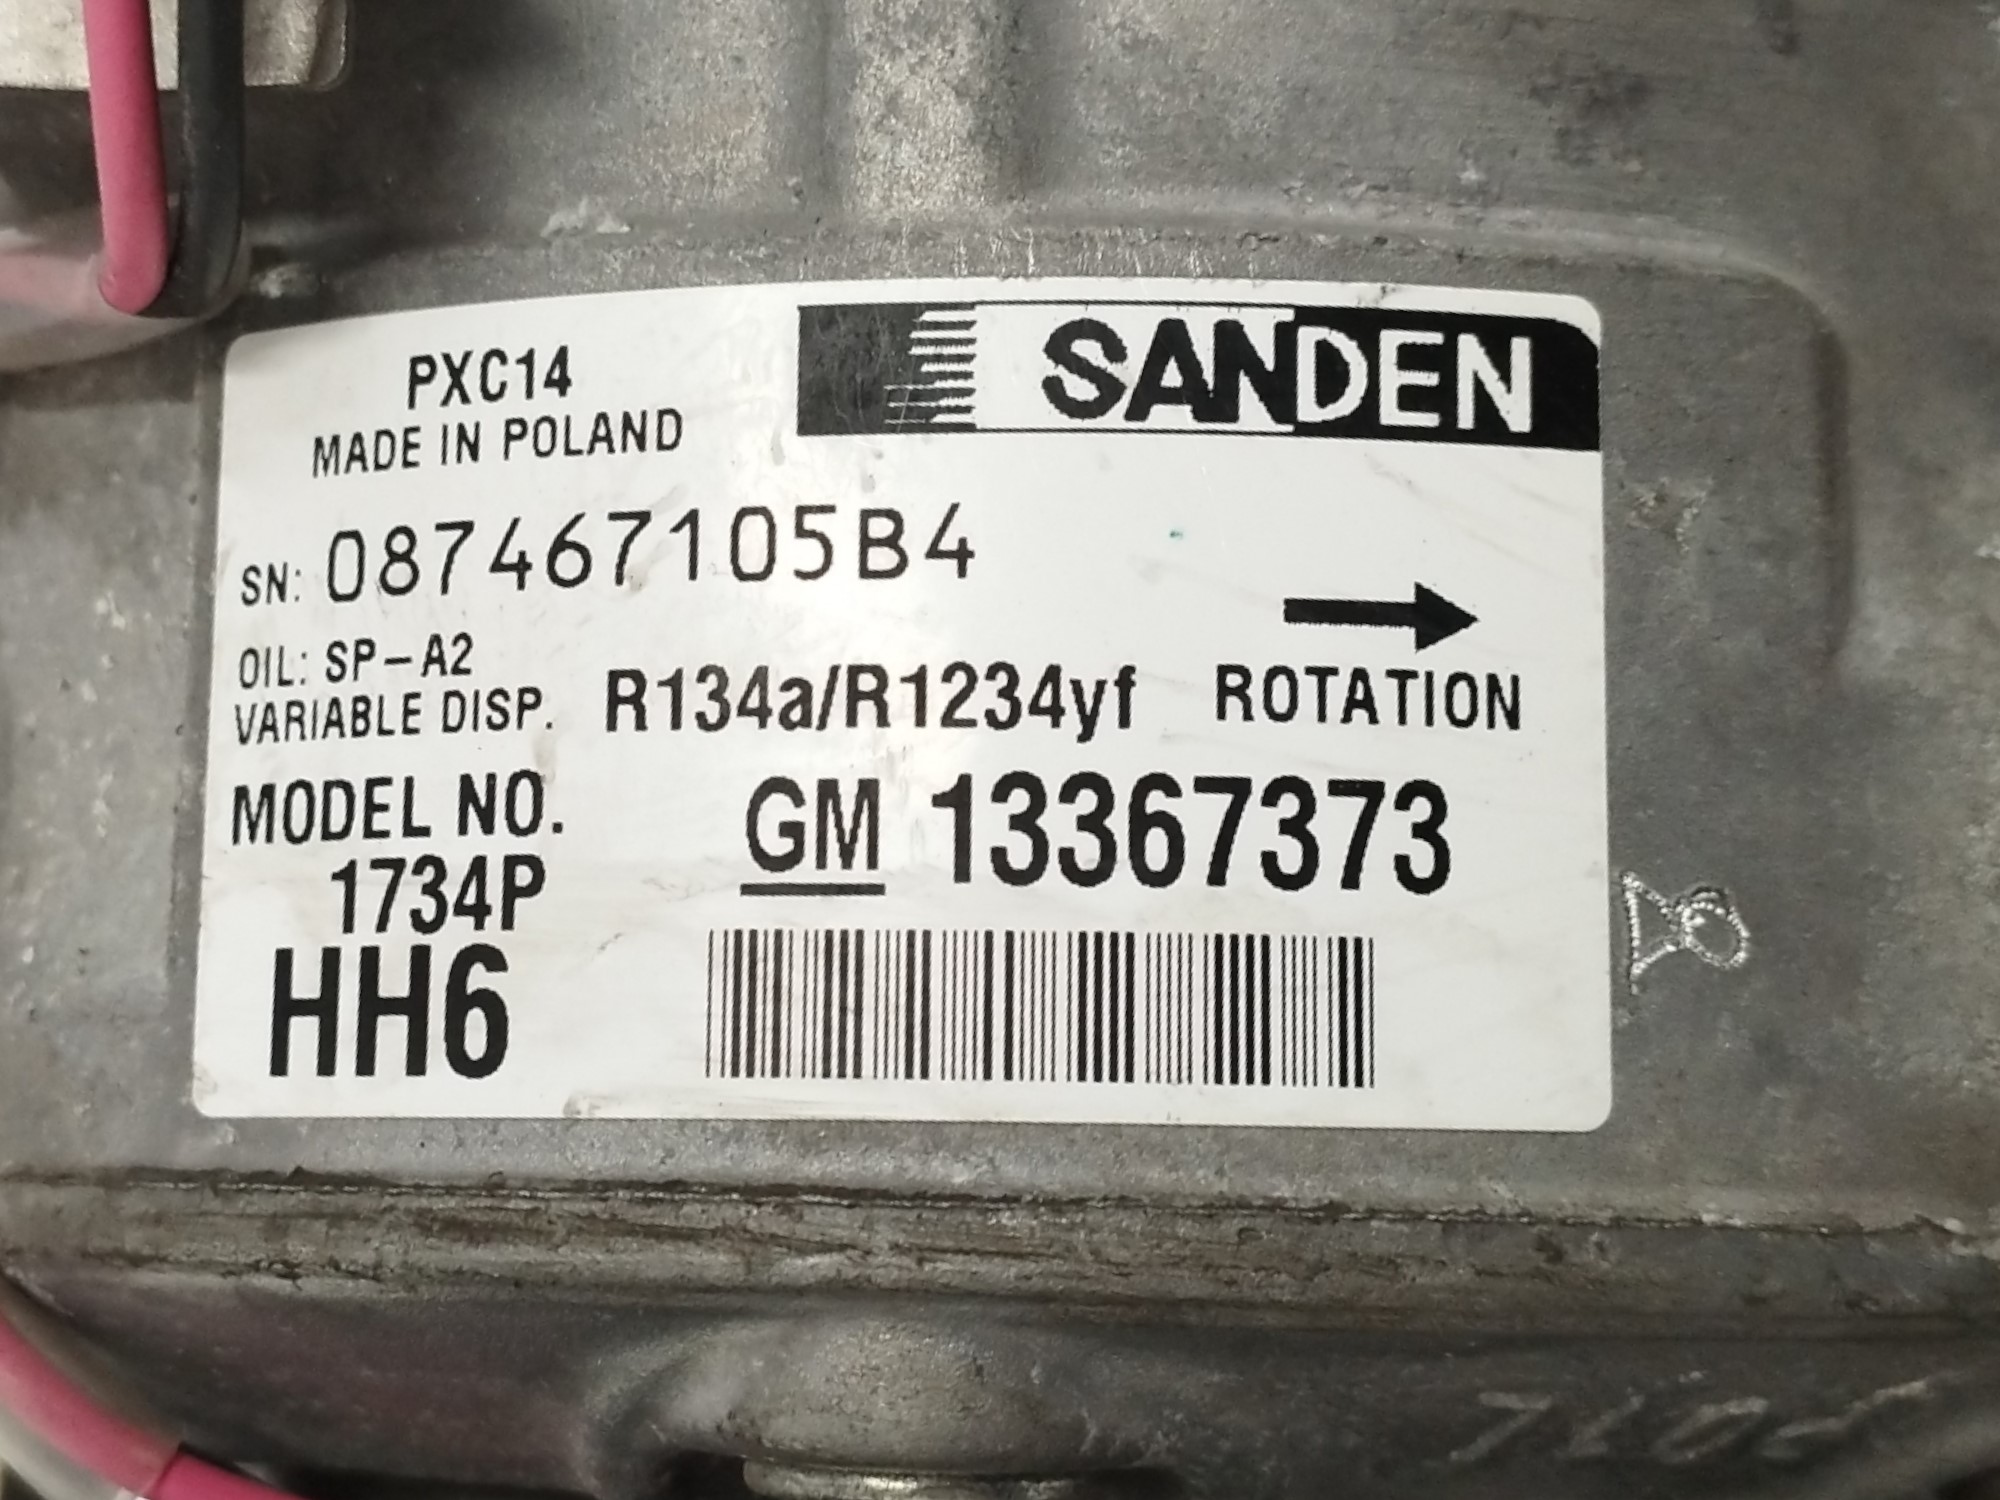 PXC14
MADE IN POLAND
SANDEN
SN: 087467105B4
OIL: SP-A2
VARIABLE DISP.
R134a/R1234yf
ROTATION
MODEL NO.
1734P
GM 13367373
HH6